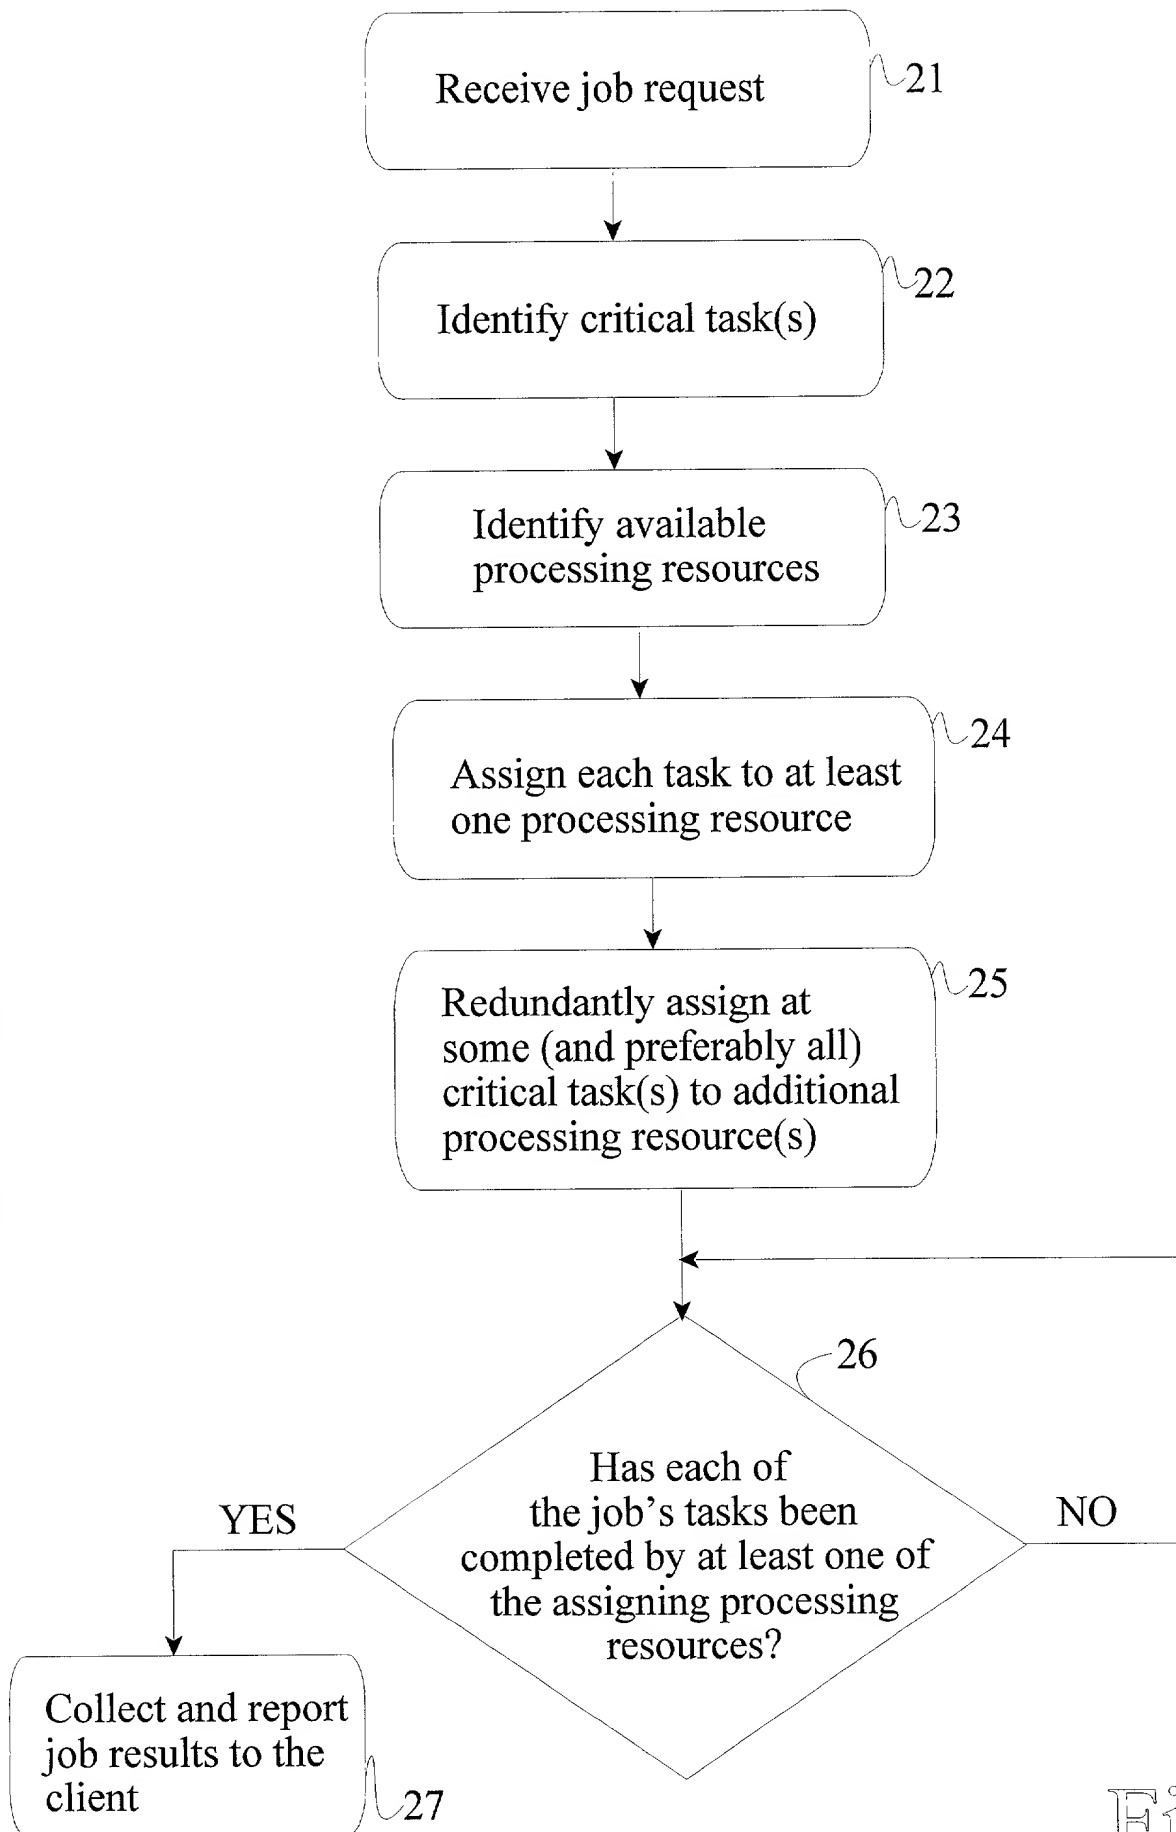 Receive job request
21
Identify critical task(s)
22
Identify available
processing resources
23
Assign each task to at least
one processing resource
24
Redundantly assign at
some (and preferably all)
critical task(s) to additional
processing resource(s)
25
26
Has each of
the job's tasks been
completed by at least one of
the assigning processing
resources?
YES
NO
Collect and report
job results to the
client
27